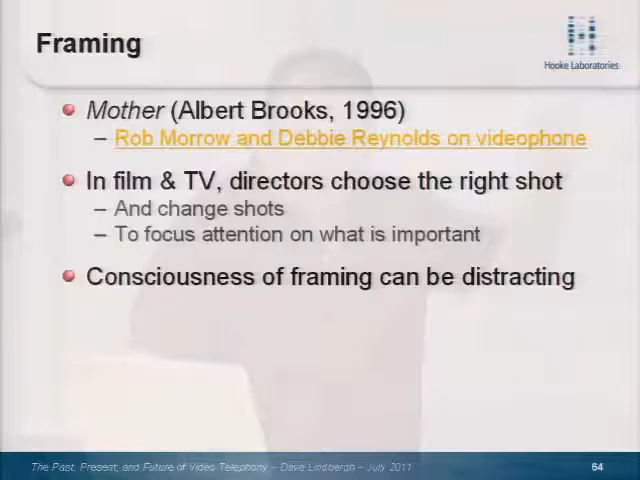 Framing
Hooke Laboratories
Mother (Albert Brooks, 1996)
– Rob Morrow and Debbie Reynolds on videophone
In film & TV, directors choose the right shot
– And change shots
– To focus attention on what is important
Consciousness of framing can be distracting
The Past, Present, and Future of Video Telephony – Dave Lindbergh – July 2011
64